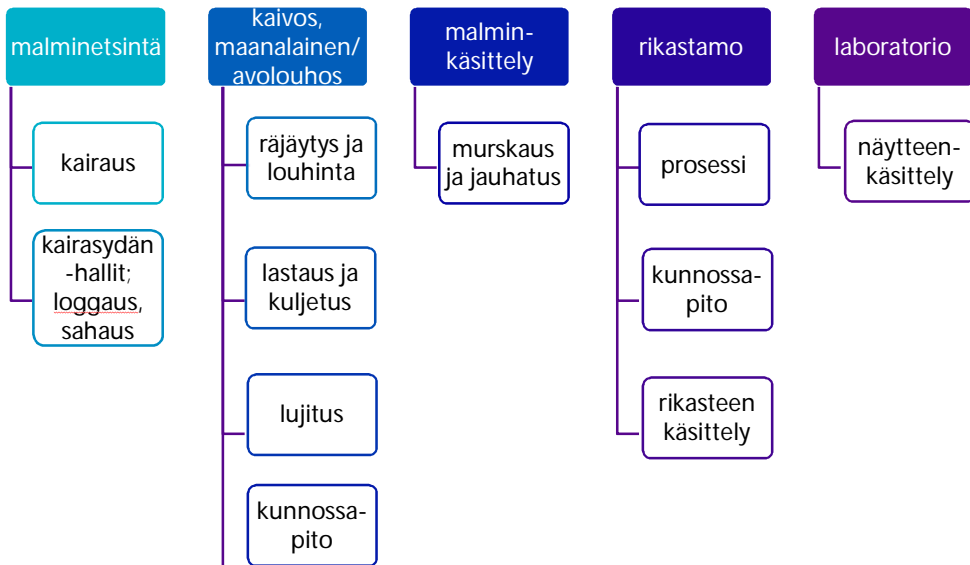 malminetsintä
kairaus
kairasydän
-hallit;
loggaus,
sahaus
kaivos,
maanalainen/
avolouhos
räjäytys ja
louhinta
lastaus ja
kuljetus
lujitus
kunnossa-
pito
malmin-
käsittely
murskaus
ja jauhatus
rikastamo
prosessi
kunnossa-
pito
rikasteen
käsittely
laboratorio
näytteen-
käsittely